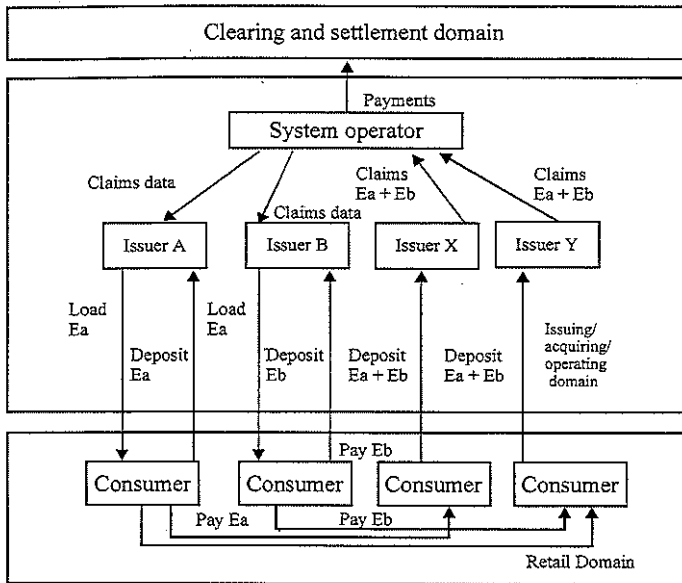 Clearing and settlement domain
Payments
System operator
Claims data
Claims data
Claims
Ea + Eb
Claims
Ea + Eb
Issuer A
Issuer B
Issuer X
Issuer Y
Load
Ea
Deposit
Ea
Load
Ea
Deposit
Eb
Deposit
Ea + Eb
Deposit
Ea + Eb
Issuing/
acquiring/
operating
domain
Pay Eb
Consumer
Consumer
Consumer
Consumer
Pay Ea
Pay Eb
Retail Domain